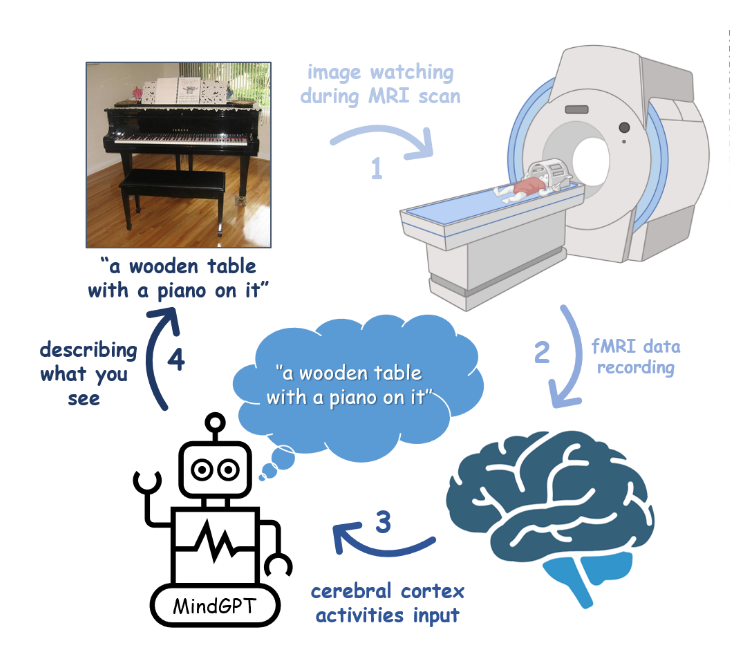 image watching
during MRI scan
1
YAMAHA
"a wooden table
with a piano on it"
describing
what you
see
4
"a wooden table
with a piano on it"
2
fMRI data
recording
3
cerebral cortex
activities input
MindGPT